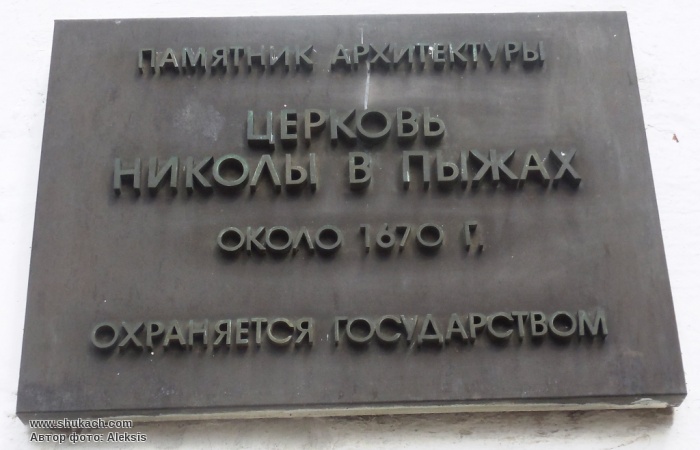 ПАМЯТНИК АРХИТЕКТУРЫ
ЦЕРКОВЬ
НИКОЛЫ В ПЫЖАХ
ОКОЛО 1670 Г.
ОХРАНЯЕТСЯ ГОСУДАРСТВОМ
www.shukach.com
Автор фото: Aleksis